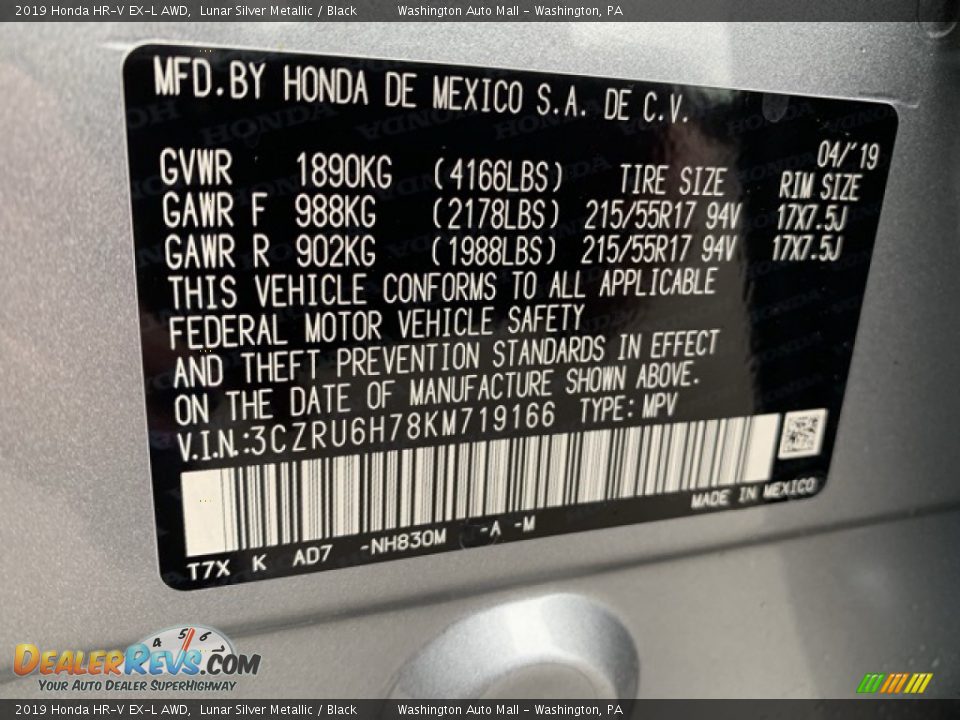 2019 Honda HR-V EX-L AWD, Lunar Silver Metallic / Black Washington Auto Mall - Washington, PA
MFD.BY HONDA DE MEXICO S.A. DE C.V.
04/'19
GVWR 1890KG (4166LBS) TIRE SIZE RIM SIZE
GAWR F 988KG (2178LBS) 215/55R17 94V 17X7.5J
GAWR R 902KG (1988LBS) 215/55R17 94V 17X7.5J
THIS VEHICLE CONFORMS TO ALL APPLICABLE
FEDERAL MOTOR VEHICLE SAFETY
AND THEFT PREVENTION STANDARDS IN EFFECT
ON THE DATE OF MANUFACTURE SHOWN ABOVE.
V.I.N.:3CZRU6H78KM719166 TYPE: MPV
MADE IN MEXICO
T7X K AD7 -NH830M -A -M
4 5 6
DEALERREVS.COM
YOUR AUTO DEALER SUPERHIGHWAY
2019 Honda HR-V EX-L AWD, Lunar Silver Metallic / Black Washington Auto Mall - Washington, PA